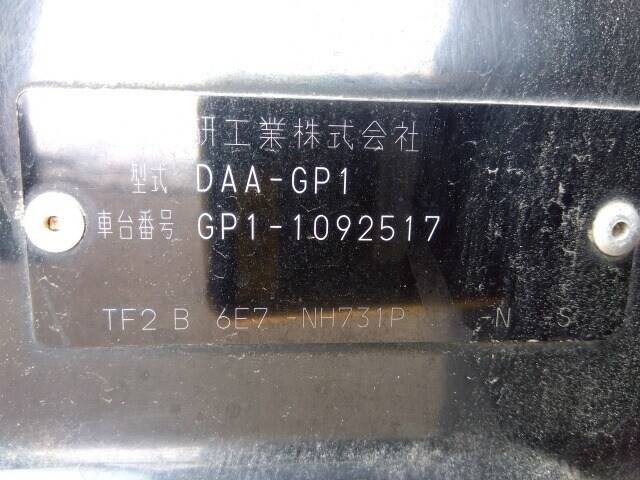 研工業株式会社
型式 DAA-GP1
車台番号 GP1-1092517
TF2 B 6E7 NH731P -N -S